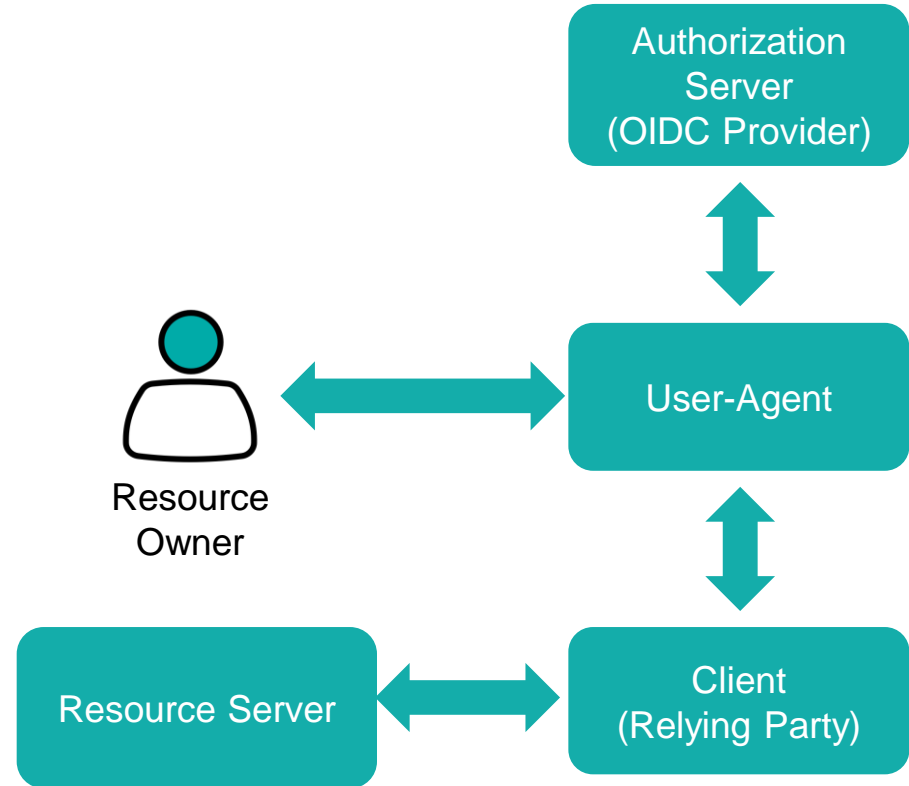 Authorization
Server
(OIDC Provider)
User-Agent
Resource
Owner
Resource Server
Client
(Relying Party)